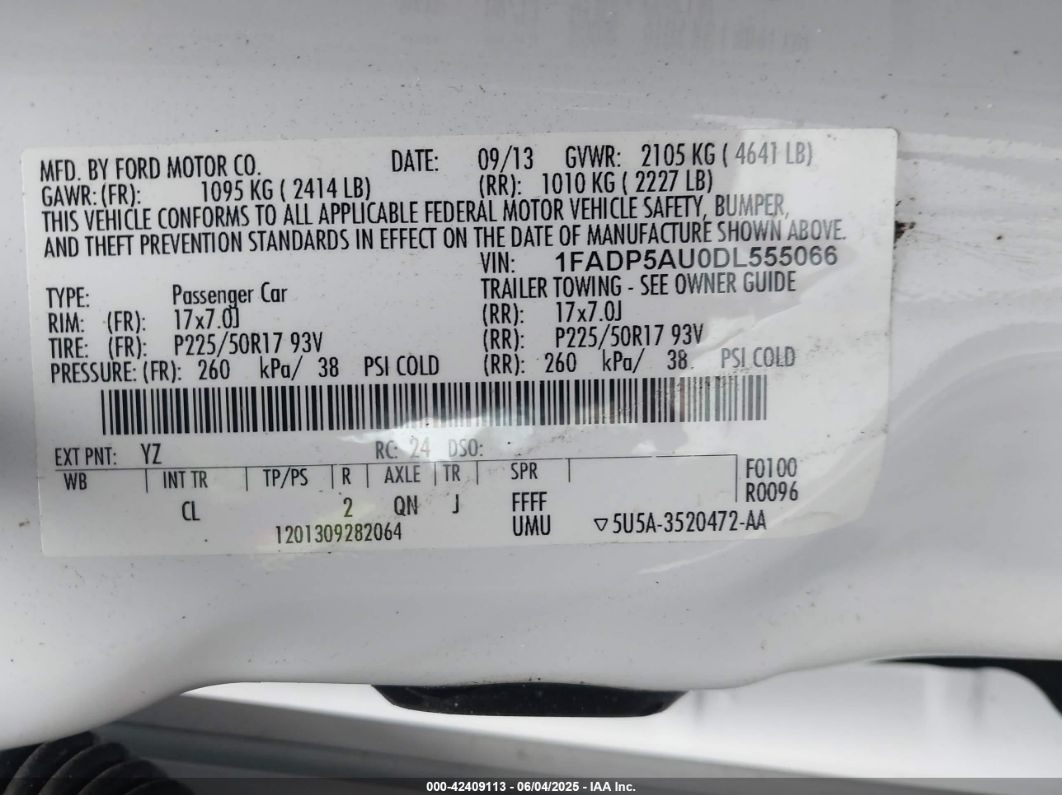 MFD. BY FORD MOTOR CO. DATE: 09/13 GVWR: 2105 KG ( 4641 LB)
GAWR: (FR): 1095 KG ( 2414 LB) (RR): 1010 KG ( 2227 LB)
THIS VEHICLE CONFORMS TO ALL APPLICABLE FEDERAL MOTOR VEHICLE SAFETY, BUMPER,
AND THEFT PREVENTION STANDARDS IN EFFECT ON THE DATE OF MANUFACTURE SHOWN ABOVE.
VIN: 1FADP5AU0DL555066
TYPE: Passenger Car TRAILER TOWING - SEE OWNER GUIDE
RIM: (FR): 17x7.0J (RR): 17x7.0J
TIRE: (FR): P225/50R17 93V (RR): P225/50R17 93V
PRESSURE: (FR): 260 kPa/ 38 PSI COLD (RR): 260 kPa/ 38 PSI COLD
EXT PNT: YZ RC: 24 DSO:
WB INT TR TP/PS R AXLE TR SPR F0100
R0096
CL 2 QN J FFFF
1201309282064 UMU 5U5A-3520472-AA
000-42409113 - 06/04/2025 - IAA Inc.